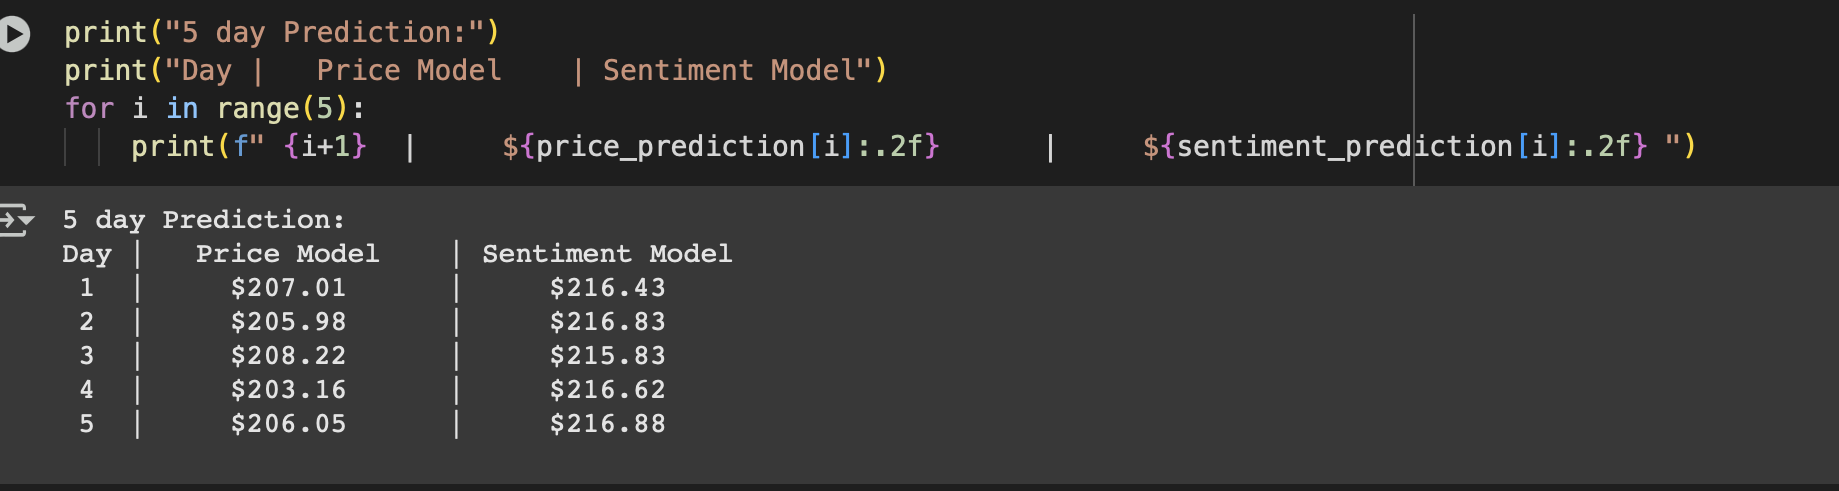 print("5 day Prediction:")
print("Day |   Price Model    | Sentiment Model")
for i in range(5):
    print(f" {i+1}  |     ${price_prediction[i]:.2f}      |     ${sentiment_prediction[i]:.2f} ")
5 day Prediction:
Day |   Price Model    | Sentiment Model
 1  |     $207.01      |     $216.43
 2  |     $205.98      |     $216.83
 3  |     $208.22      |     $215.83
 4  |     $203.16      |     $216.62
 5  |     $206.05      |     $216.88